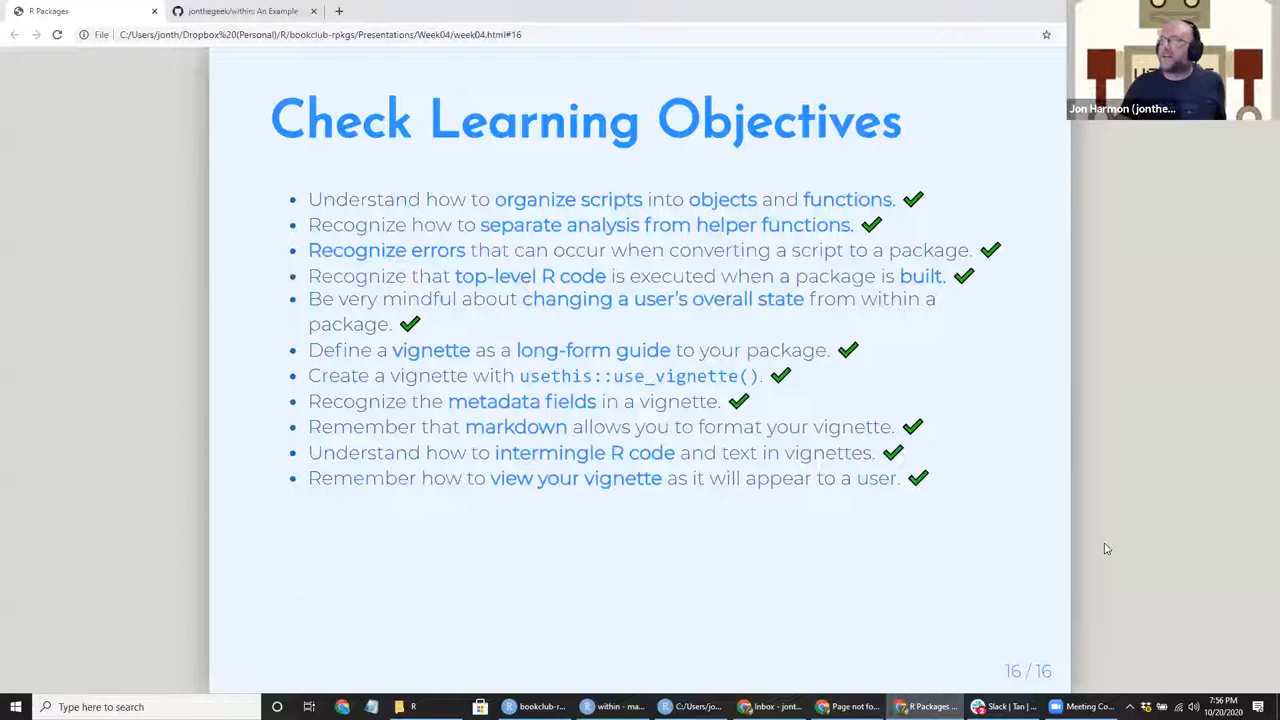 R Packages
jonthegeek/within: An Example
File
C:/Users/jonth/Dropbox%20(Personal)/R/bookclub-rpkgs/Presentations/Week04/week04.html#16
Jon Harmon (jonthe...
Check Learning Objectives
Understand how to organize scripts into objects and functions. ✔
Recognize how to separate analysis from helper functions. ✔
Recognize errors that can occur when converting a script to a package. ✔
Recognize that top-level R code is executed when a package is built. ✔
Be very mindful about changing a user's overall state from within a
package. ✔
Define a vignette as a long-form guide to your package. ✔
Create a vignette with usethis::use_vignette(). ✔
Recognize the metadata fields in a vignette. ✔
Remember that markdown allows you to format your vignette. ✔
Understand how to intermingle R code and text in vignettes. ✔
Remember how to view your vignette as it will appear to a user. ✔
16 / 16
Type here to search
R
bookclub-r...
within - ma...
C:/Users/jo...
Inbox - jont...
Page not fo...
R Packages ...
Slack | Tan | ...
Meeting Co...
7:56 PM
10/20/2020